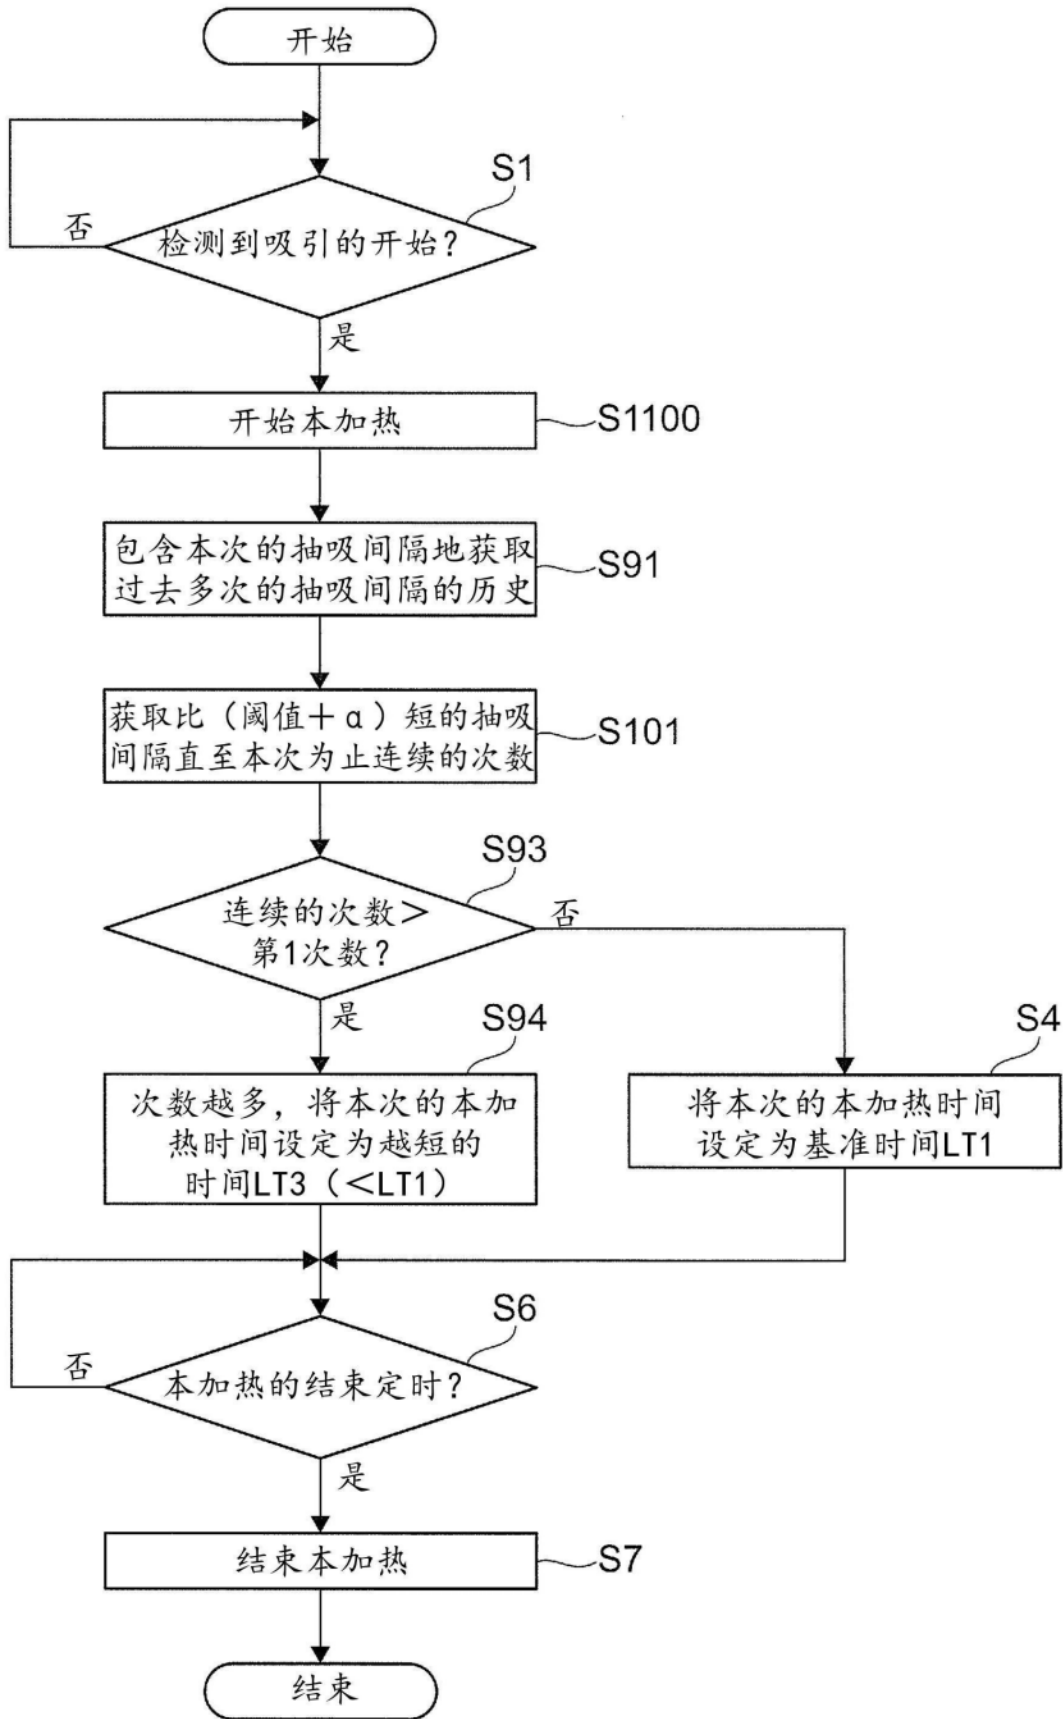 开始
S1
否
检测到吸引的开始？
是
开始本加热
S1100
包含本次的抽吸间隔地获取
过去多次的抽吸间隔的历史
S91
获取比（阈值＋α）短的抽吸
间隔直至本次为止连续的次数
S101
S93
连续的次数＞
第1次数？
否
是
S94
S4
次数越多，将本次的本加
热时间设定为越短的
时间LT3（＜LT1）
将本次的本加热时间
设定为基准时间LT1
S6
否
本加热的结束定时？
是
结束本加热
S7
结束